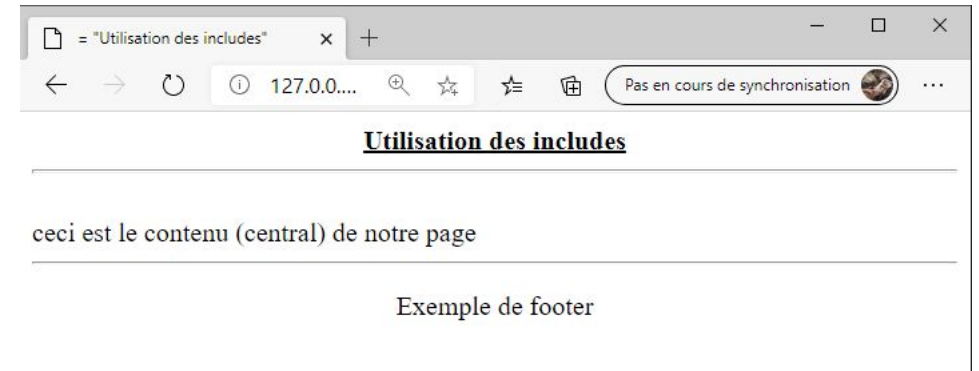 = "Utilisation des includes"
127.0.0.... Pas en cours de synchronisation
Utilisation des includes
ceci est le contenu (central) de notre page
Exemple de footer